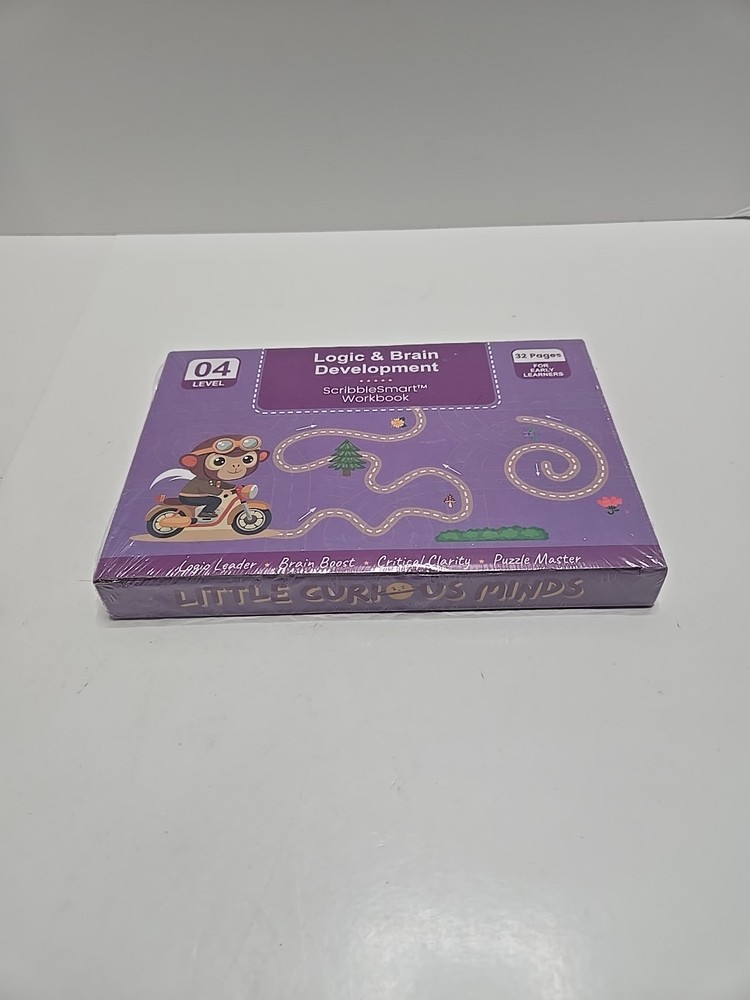 04
LEVEL
Logic & Brain
Development
ScribbleSmart™
Workbook
32 Pages
FOR
EARLY
LEARNERS
Logic Leader • Brain Boost • Critical Clarity • Puzzle Master
LITTLE CURIOUS MINDS